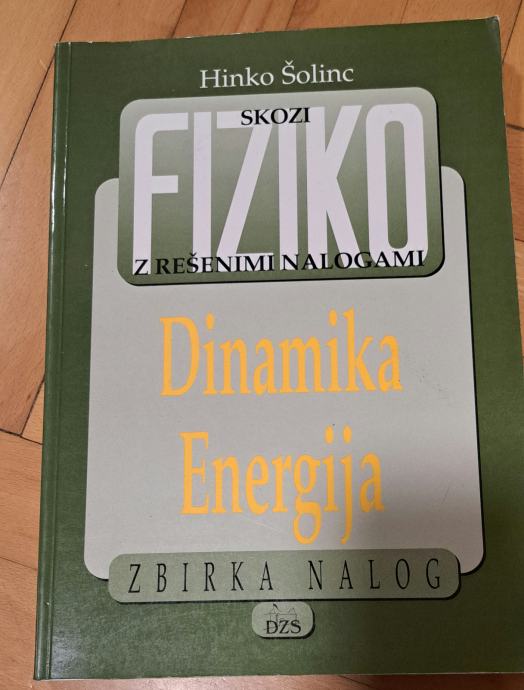 Hinko Šolinc
SKOZI
FIZIKO
Z REŠENIMI NALOGAMI
Dinamika
Energija
ZBIRKA NALOG
DZS